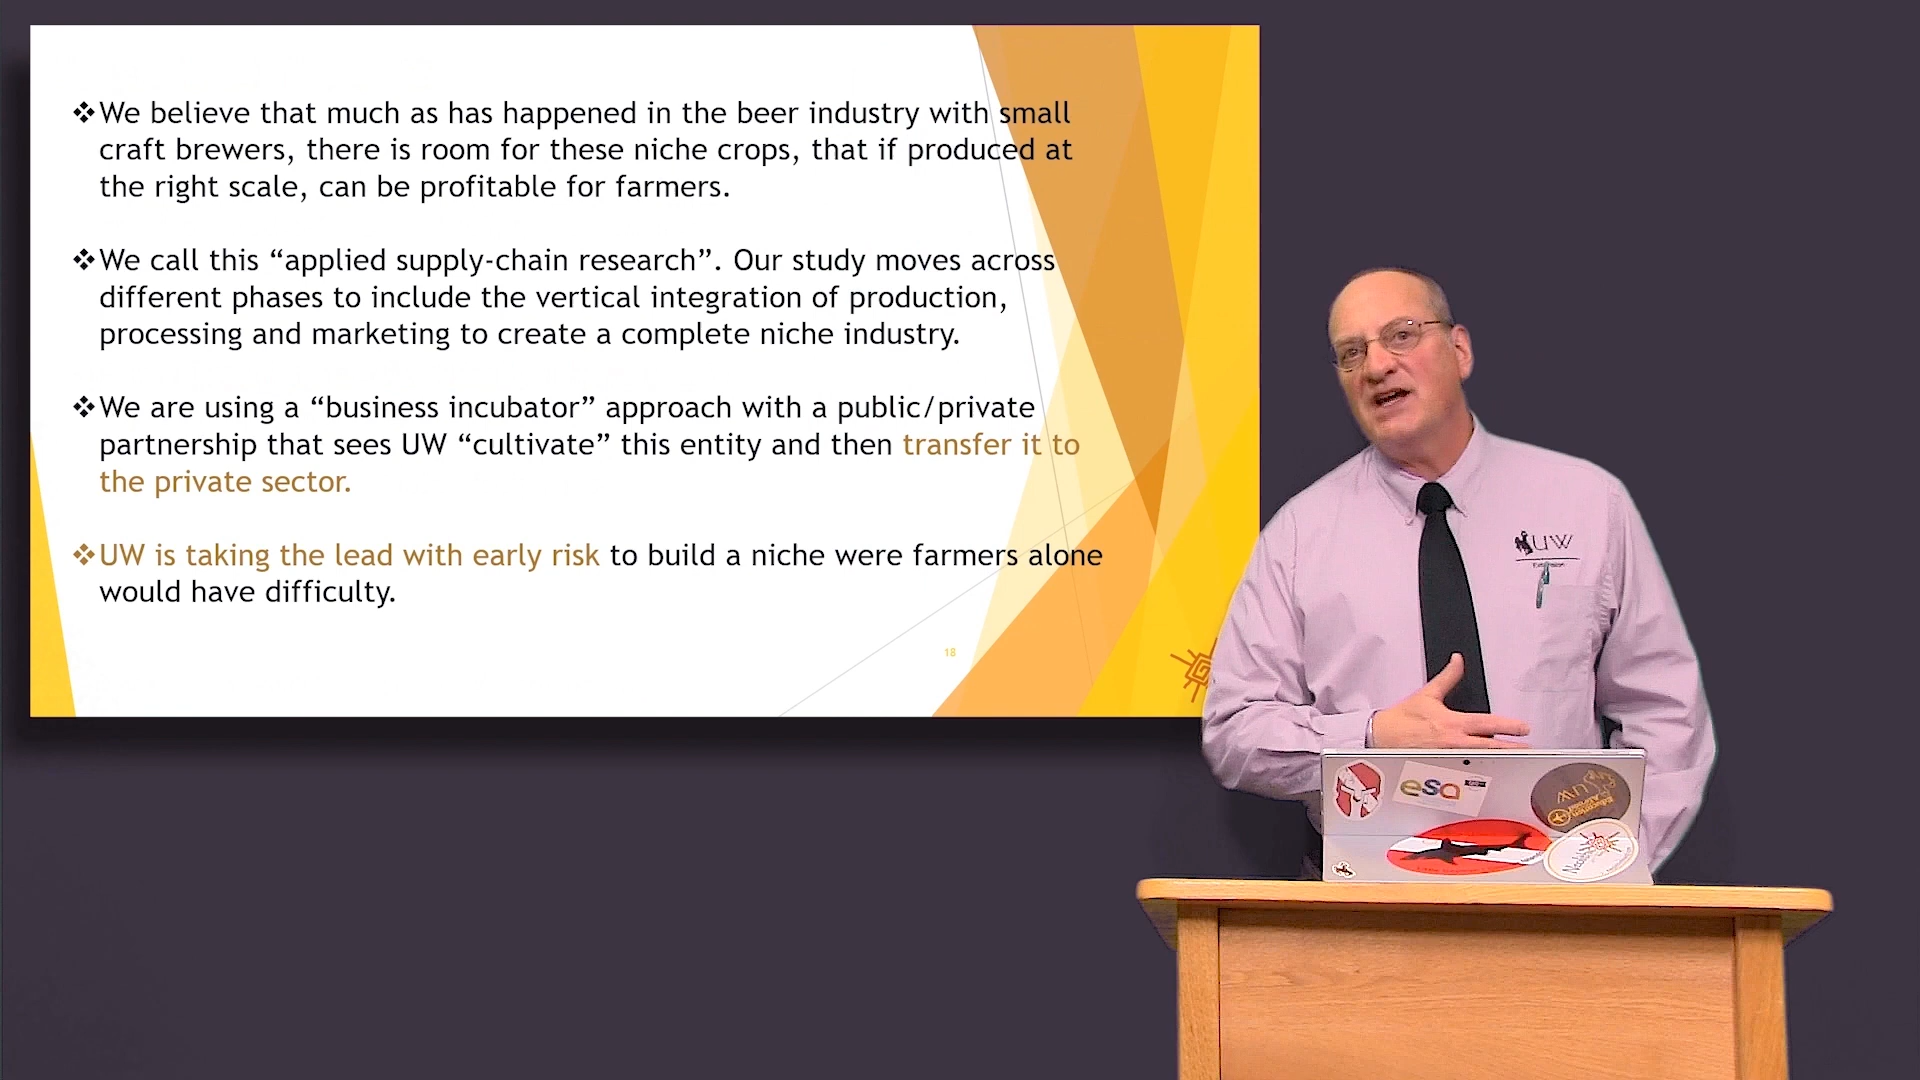 ❖We believe that much as has happened in the beer industry with small
craft brewers, there is room for these niche crops, that if produced at
the right scale, can be profitable for farmers.
❖We call this “applied supply-chain research”. Our study moves across
different phases to include the vertical integration of production,
processing and marketing to create a complete niche industry.
❖We are using a “business incubator” approach with a public/private
partnership that sees UW “cultivate” this entity and then transfer it to
the private sector.
❖UW is taking the lead with early risk to build a niche were farmers alone
would have difficulty.
18
UW
Extension
esa
UW